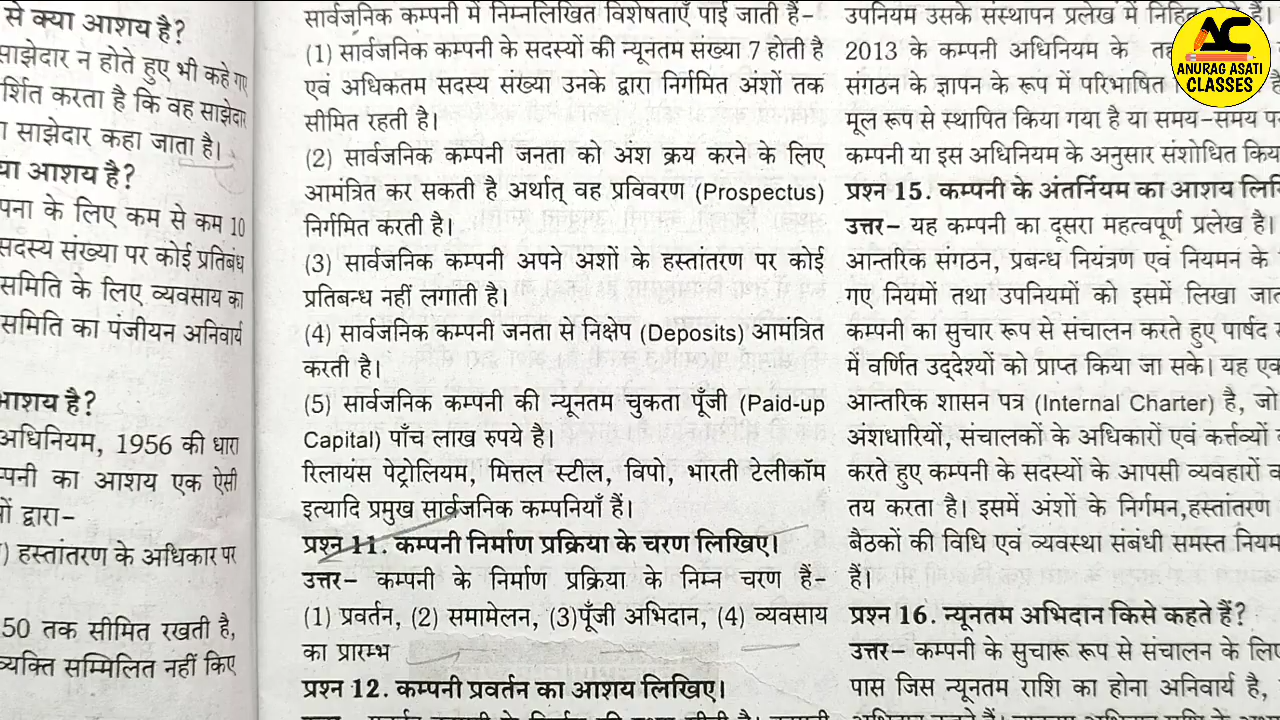 से क्या आशय है?
साझेदार न होते हुए भी कहे गए
र्शित करता है कि वह साझेदार
साझेदार कहा जाता है।
या आशय है?
पना के लिए कम से कम 10
सदस्य संख्या पर कोई प्रतिबंध
समिति के लिए व्यवसाय का
समिति का पंजीयन अनिवार्य
आशय है?
अधिनियम, 1956 की धारा
म्पनी का आशय एक ऐसी
द्वारा-
) हस्तांतरण के अधिकार पर
50 तक सीमित रखती है,
व्यक्ति सम्मिलित नहीं किए
सार्वजनिक कम्पनी में निम्नलिखित विशेषताएँ पाई जाती हैं-
(1) सार्वजनिक कम्पनी के सदस्यों की न्यूनतम संख्या 7 होती है
एवं अधिकतम सदस्य संख्या उनके द्वारा निर्गमित अंशों तक
सीमित रहती है।
(2) सार्वजनिक कम्पनी जनता को अंश क्रय करने के लिए
आमंत्रित कर सकती है अर्थात् वह प्रविवरण (Prospectus)
निर्गमित करती है।
(3) सार्वजनिक कम्पनी अपने अंशों के हस्तांतरण पर कोई
प्रतिबन्ध नहीं लगाती है।
(4) सार्वजनिक कम्पनी जनता से निक्षेप (Deposits) आमंत्रित
करती है।
(5) सार्वजनिक कम्पनी की न्यूनतम चुकता पूँजी (Paid-up
Capital) पाँच लाख रुपये है।
रिलायंस पेट्रोलियम, मित्तल स्टील, विपो, भारती टेलीकॉम
इत्यादि प्रमुख सार्वजनिक कम्पनियाँ हैं।
प्रश्न 11. कम्पनी निर्माण प्रक्रिया के चरण लिखिए।
उत्तर- कम्पनी के निर्माण प्रक्रिया के निम्न चरण हैं-
(1) प्रवर्तन, (2) समामेलन, (3)पूँजी अभिदान, (4) व्यवसाय
का प्रारम्भ
प्रश्न 12. कम्पनी प्रवर्तन का आशय लिखिए।
उपनियम उसके संस्थापन प्रलेख में निहित होते हैं।
2013 के कम्पनी अधिनियम के
संगठन के ज्ञापन के रूप में परिभाषित
मूल रूप से स्थापित किया गया है या समय-समय
कम्पनी या इस अधिनियम के अनुसार संशोधित
प्रश्न 15. कम्पनी के अंतर्नियम का आशय
उत्तर- यह कम्पनी का दूसरा महत्वपूर्ण प्रलेख है।
आन्तरिक संगठन, प्रबन्ध नियंत्रण एवं नियमन के
गए नियमों तथा उपनियमों को इसमें लिखा
कम्पनी का सुचार रूप से संचालन करते हुए पार्षद
में वर्णित उद्देश्यों को प्राप्त किया जा सके। यह
आन्तरिक शासन पत्र (Internal Charter) है, जो
अंशधारियों, संचालकों के अधिकारों एवं कर्त्तव्यों
करते हुए कम्पनी के सदस्यों के आपसी व्यवहारों
तय करता है। इसमें अंशों के निर्गमन,हस्तांतरण
बैठकों की विधि एवं व्यवस्था संबंधी समस्त नियम
हैं।
प्रश्न 16. न्यूनतम अभिदान किसे कहते हैं?
उत्तर- कम्पनी के सुचारू रूप से संचालन के लिए
पास जिस न्यूनतम राशि का होना अनिवार्य है,
AC
ANURAG ASATI
CLASSES